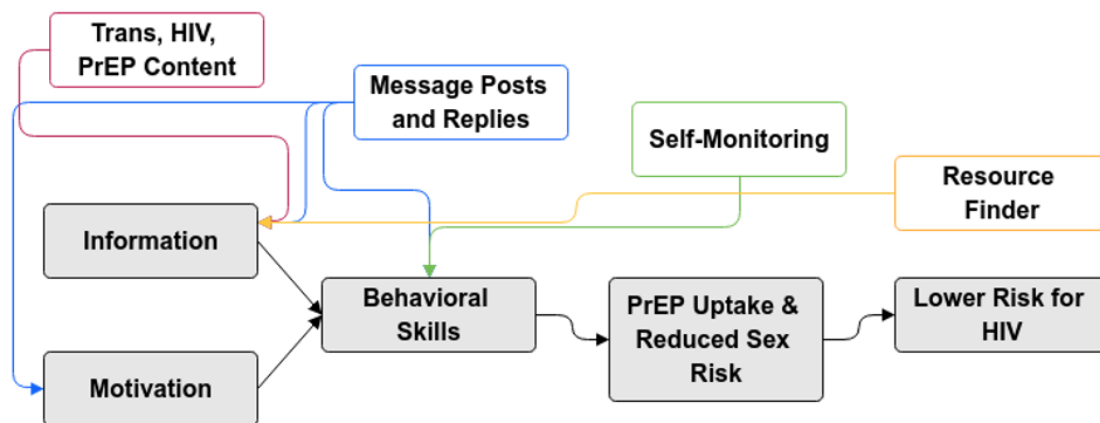 Trans, HIV,
PrEP Content
Message Posts
and Replies
Self-Monitoring
Resource
Finder
Information
Behavioral
Skills
PrEP Uptake &
Reduced Sex
Risk
Lower Risk for
HIV
Motivation